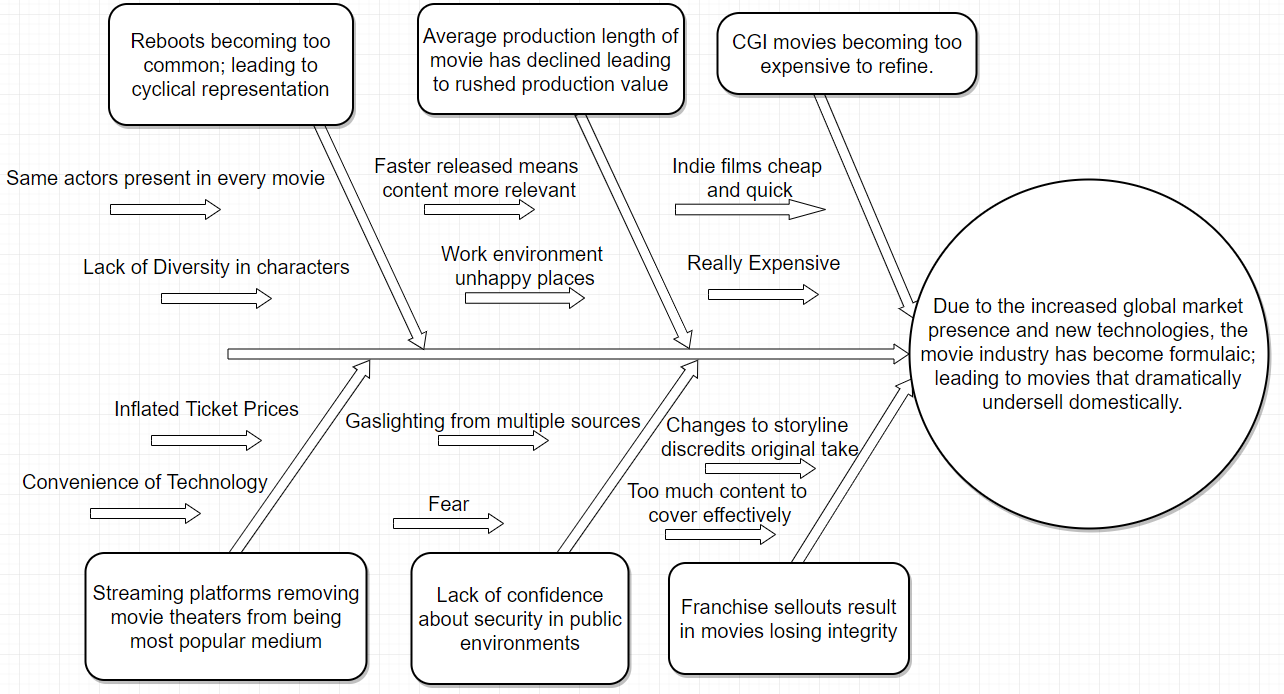 Reboots becoming too
common; leading to
cyclical representation
Average production length of
movie has declined leading
to rushed production value
CGI movies becoming too
expensive to refine.
Same actors present in every movie
Lack of Diversity in characters
Faster released means
content more relevant
Work environment
unhappy places
Indie films cheap
and quick
Really Expensive
Due to the increased global market
presence and new technologies, the
movie industry has become formulaic;
leading to movies that dramatically
undersell domestically.
Inflated Ticket Prices
Convenience of Technology
Gaslighting from multiple sources
Fear
Changes to storyline
discredits original take
Too much content to
cover effectively
Streaming platforms removing
movie theaters from being
most popular medium
Lack of confidence
about security in public
environments
Franchise sellouts result
in movies losing integrity